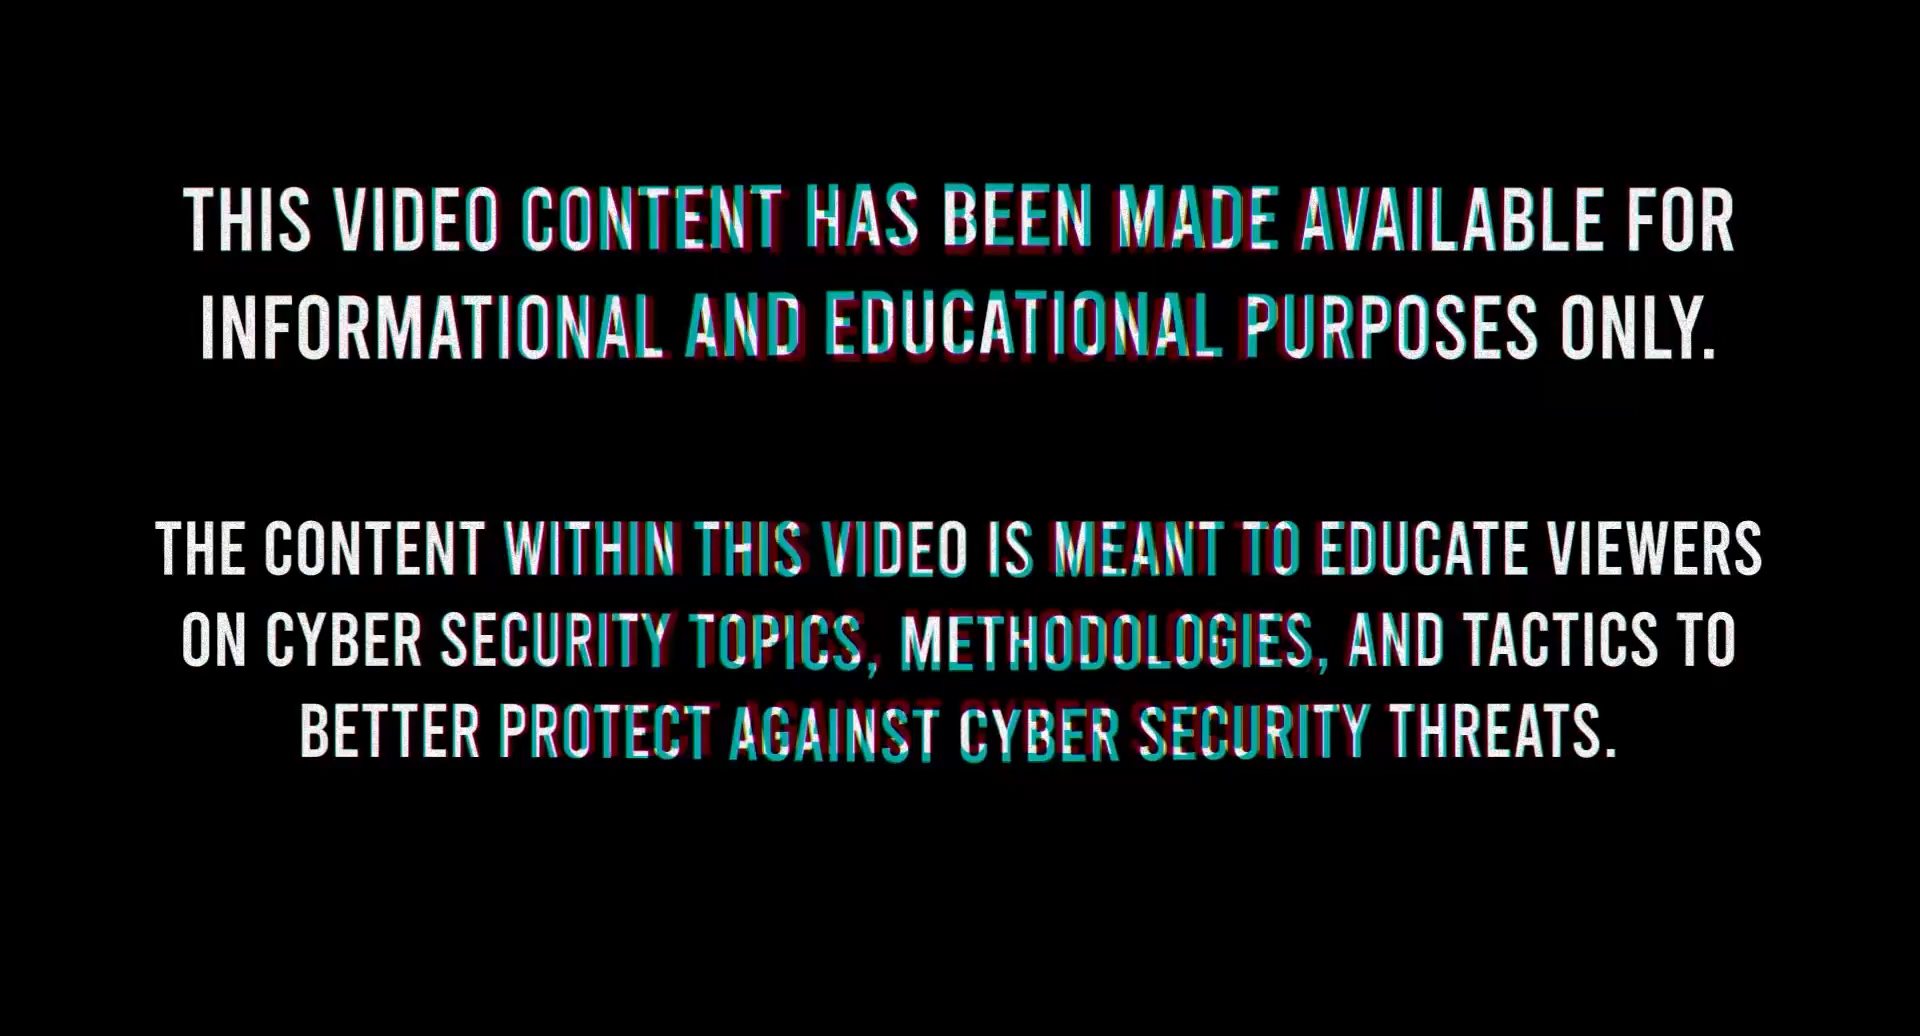 THIS VIDEO CONTENT HAS BEEN MADE AVAILABLE FOR
INFORMATIONAL AND EDUCATIONAL PURPOSES ONLY.
THE CONTENT WITHIN THIS VIDEO IS MEANT TO EDUCATE VIEWERS
ON CYBER SECURITY TOPICS, METHODOLOGIES, AND TACTICS TO
BETTER PROTECT AGAINST CYBER SECURITY THREATS.